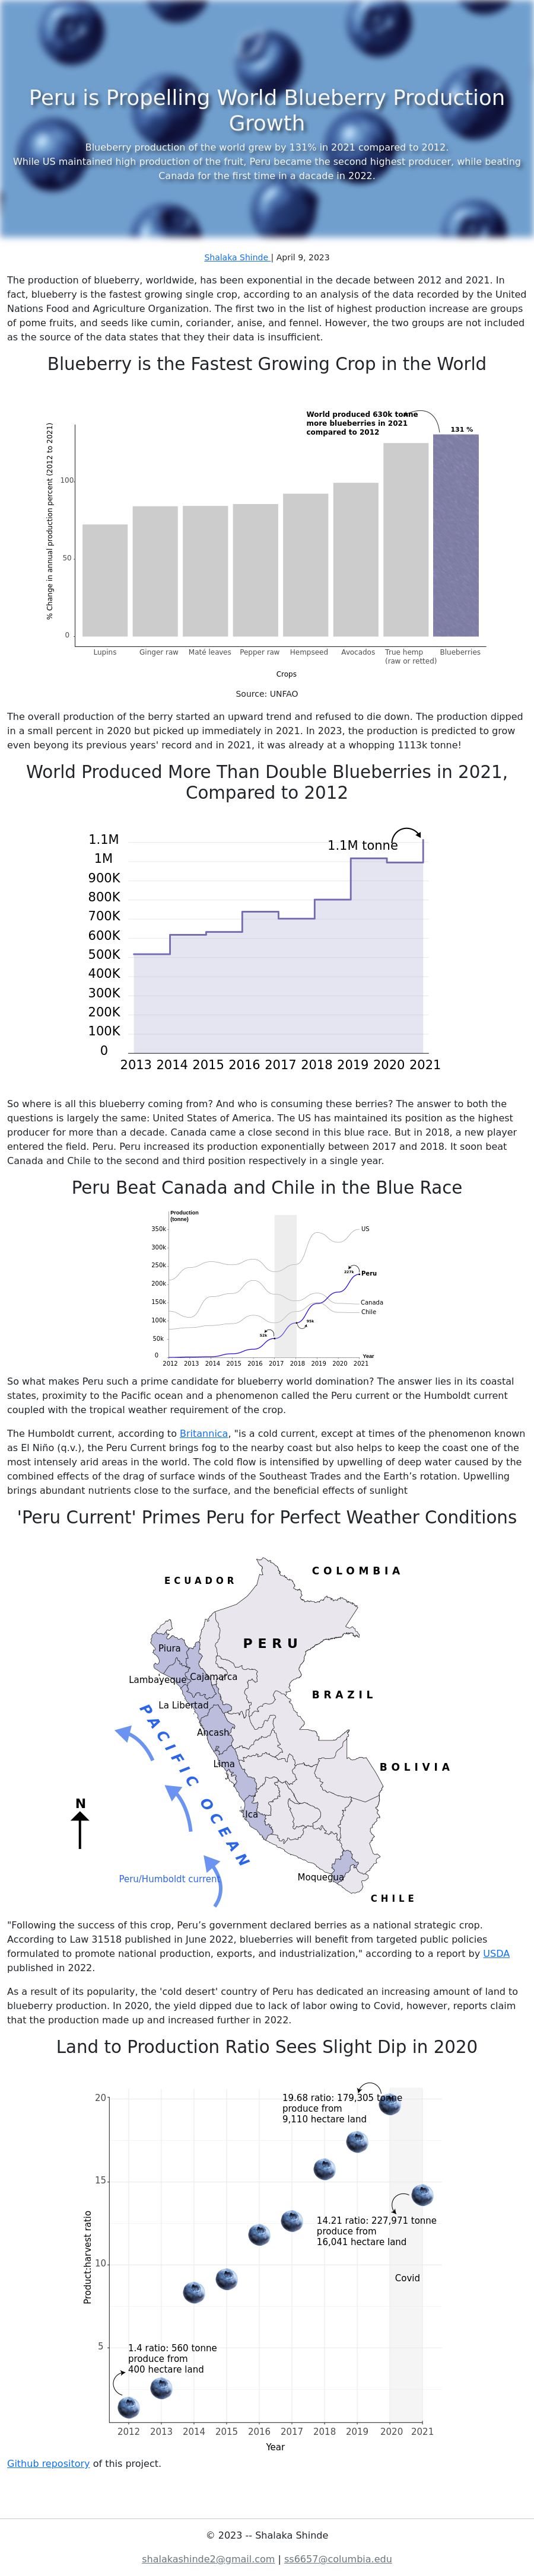 Peru is Propelling World Blueberry Production
Growth
Blueberry production of the world grew by 131% in 2021 compared to 2012.
While US maintained high production of the fruit, Peru became the second highest producer, while beating
Canada for the first time in a dacade in 2022.
Shalaka Shinde | April 9, 2023
The production of blueberry, worldwide, has been exponential in the decade between 2012 and 2021. In
fact, blueberry is the fastest growing single crop, according to an analysis of the data recorded by the United
Nations Food and Agriculture Organization. The first two in the list of highest production increase are groups
of pome fruits, and seeds like cumin, coriander, anise, and fennel. However, the two groups are not included
as the source of the data states that they their data is insufficient.
Blueberry is the Fastest Growing Crop in the World
World produced 630k tonne
more blueberries in 2021
compared to 2012
131 %
% Change in annual production percent (2012 to 2021)
100
50
0
Lupins Ginger raw Maté leaves Pepper raw Hempseed Avocados True hemp Blueberries
(raw or retted)
Crops
Source: UNFAO
The overall production of the berry started an upward trend and refused to die down. The production dipped
in a small percent in 2020 but picked up immediately in 2021. In 2023, the production is predicted to grow
even beyong its previous years' record and in 2021, it was already at a whopping 1113k tonne!
World Produced More Than Double Blueberries in 2021,
Compared to 2012
1.1M
1.1M tonne
1M
900K
800K
700K
600K
500K
400K
300K
200K
100K
0
2013 2014 2015 2016 2017 2018 2019 2020 2021
So where is all this blueberry coming from? And who is consuming these berries? The answer to both the
questions is largely the same: United States of America. The US has maintained its position as the highest
producer for more than a decade. Canada came a close second in this blue race. But in 2018, a new player
entered the field. Peru. Peru increased its production exponentially between 2017 and 2018. It soon beat
Canada and Chile to the second and third position respectively in a single year.
Peru Beat Canada and Chile in the Blue Race
Production
(tonne)
350k
US
300k
250k
227k
Peru
200k
150k
Canada
Chile
100k
95k
52k
50k
0
Year
2012 2013 2014 2015 2016 2017 2018 2019 2020 2021
So what makes Peru such a prime candidate for blueberry world domination? The answer lies in its coastal
states, proximity to the Pacific ocean and a phenomenon called the Peru current or the Humboldt current
coupled with the tropical weather requirement of the crop.
The Humboldt current, according to Britannica, "is a cold current, except at times of the phenomenon known
as El Niño (q.v.), the Peru Current brings fog to the nearby coast but also helps to keep the coast one of the
most intensely arid areas in the world. The cold flow is intensified by upwelling of deep water caused by the
combined effects of the drag of surface winds of the Southeast Trades and the Earth’s rotation. Upwelling
brings abundant nutrients close to the surface, and the beneficial effects of sunlight
'Peru Current' Primes Peru for Perfect Weather Conditions
COLOMBIA
ECUADOR
PERU
Piura
Cajamarca
Lambayeque
BRAZIL
La Libertad
Ancash
PACIFIC OCEAN
Lima
BOLIVIA
N
Ica
Moquegua
Peru/Humboldt current
CHILE
"Following the success of this crop, Peru’s government declared berries as a national strategic crop.
According to Law 31518 published in June 2022, blueberries will benefit from targeted public policies
formulated to promote national production, exports, and industrialization," according to a report by USDA
published in 2022.
As a result of its popularity, the 'cold desert' country of Peru has dedicated an increasing amount of land to
blueberry production. In 2020, the yield dipped due to lack of labor owing to Covid, however, reports claim
that the production made up and increased further in 2022.
Land to Production Ratio Sees Slight Dip in 2020
20
19.68 ratio: 179,305 tonne
produce from
9,110 hectare land
15
14.21 ratio: 227,971 tonne
produce from
16,041 hectare land
Product:harvest ratio
10
Covid
5
1.4 ratio: 560 tonne
produce from
400 hectare land
2012 2013 2014 2015 2016 2017 2018 2019 2020 2021
Year
Github repository of this project.
© 2023 -- Shalaka Shinde
shalakashinde2@gmail.com | ss6657@columbia.edu